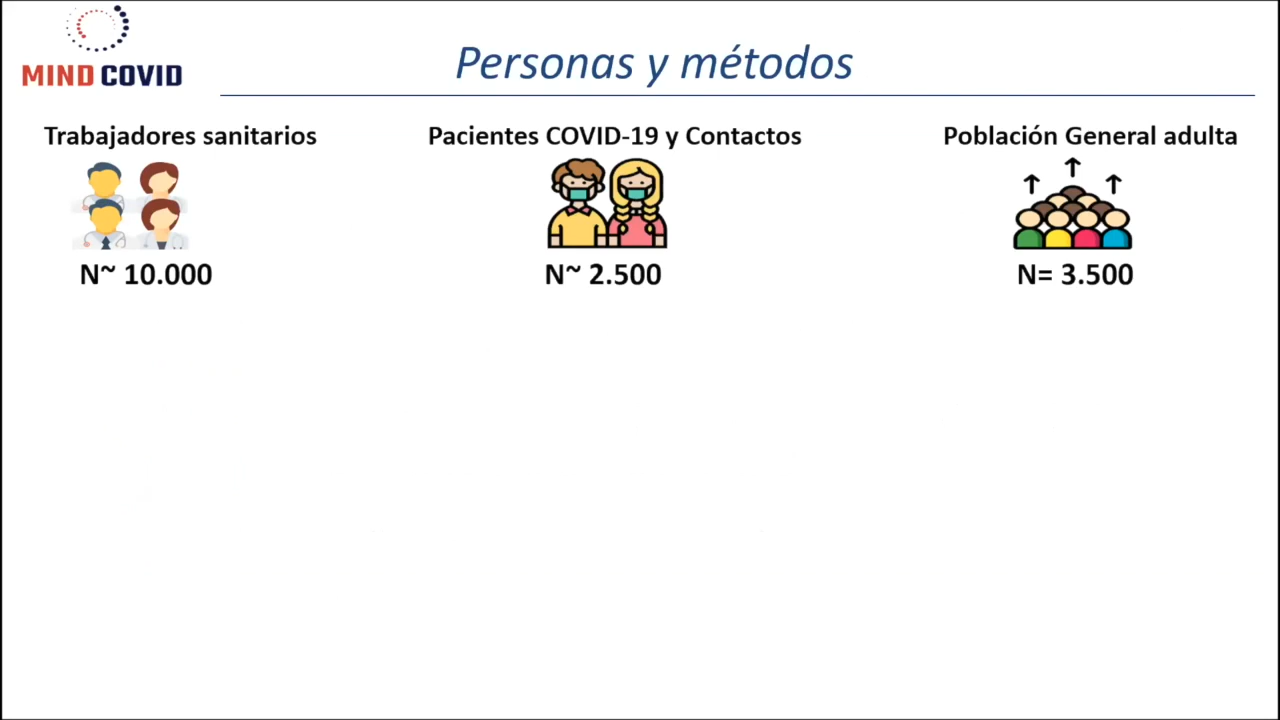 MIND COVID
Personas y métodos
Trabajadores sanitarios
Pacientes COVID-19 y Contactos
Población General adulta
N~ 10.000
N~ 2.500
N= 3.500